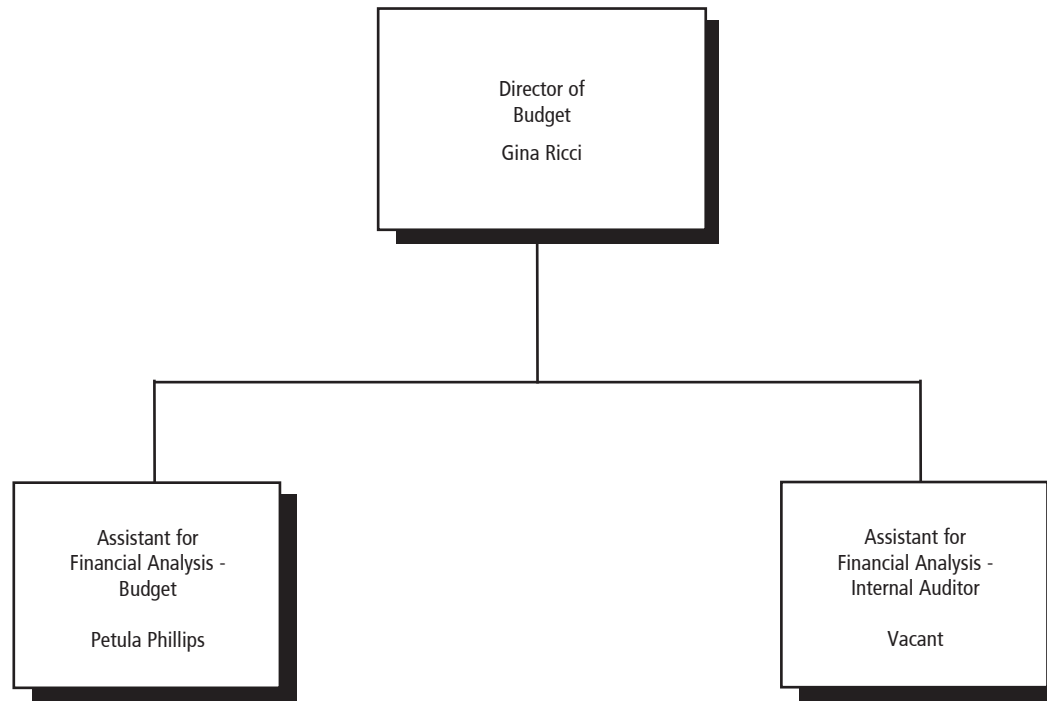 Director of
Budget
Gina Ricci
Assistant for
Financial Analysis -
Budget
Petula Phillips
Assistant for
Financial Analysis -
Internal Auditor
Vacant